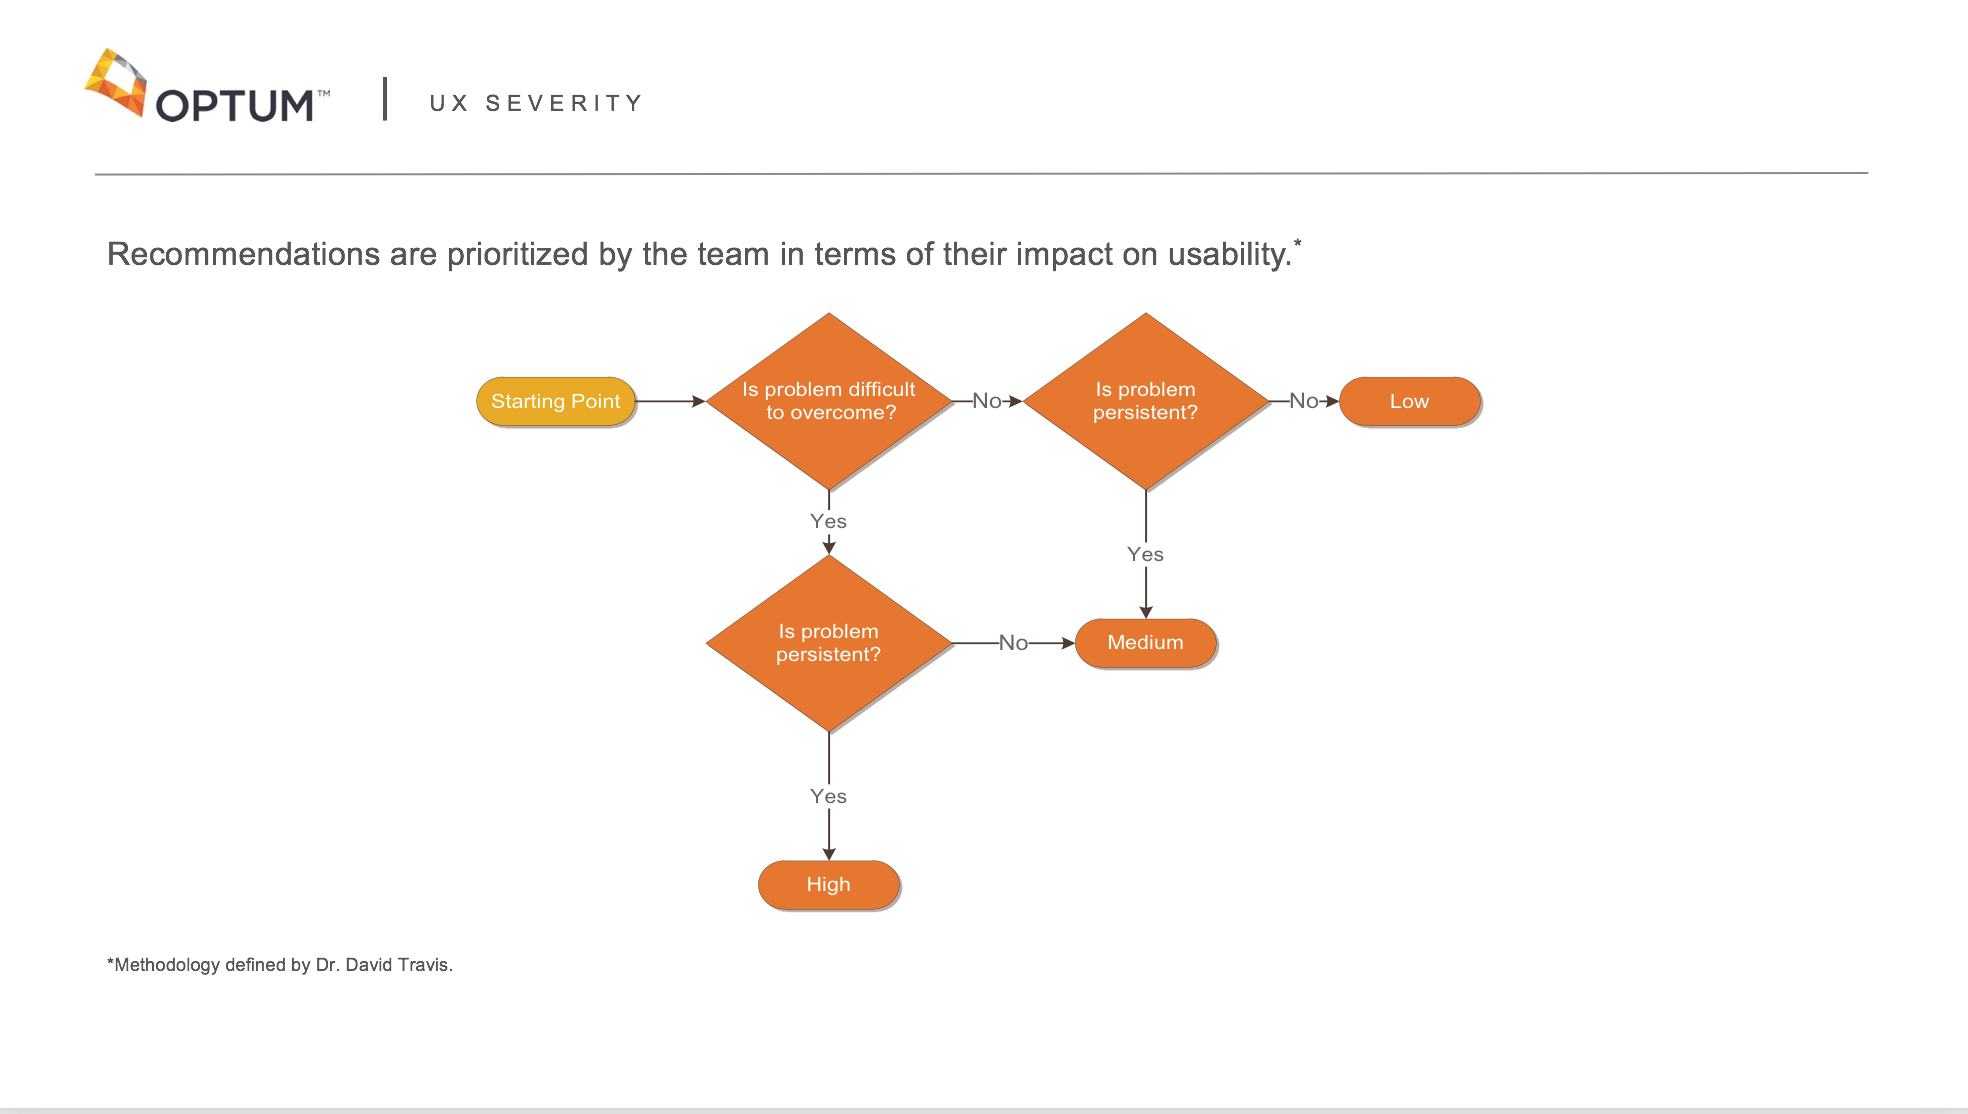 OPTUM™
UX SEVERITY
Recommendations are prioritized by the team in terms of their impact on usability.*
Starting Point
Is problem difficult
to overcome?
No
Is problem
persistent?
No
Low
Yes
Yes
Is problem
persistent?
No
Medium
Yes
High
*Methodology defined by Dr. David Travis.